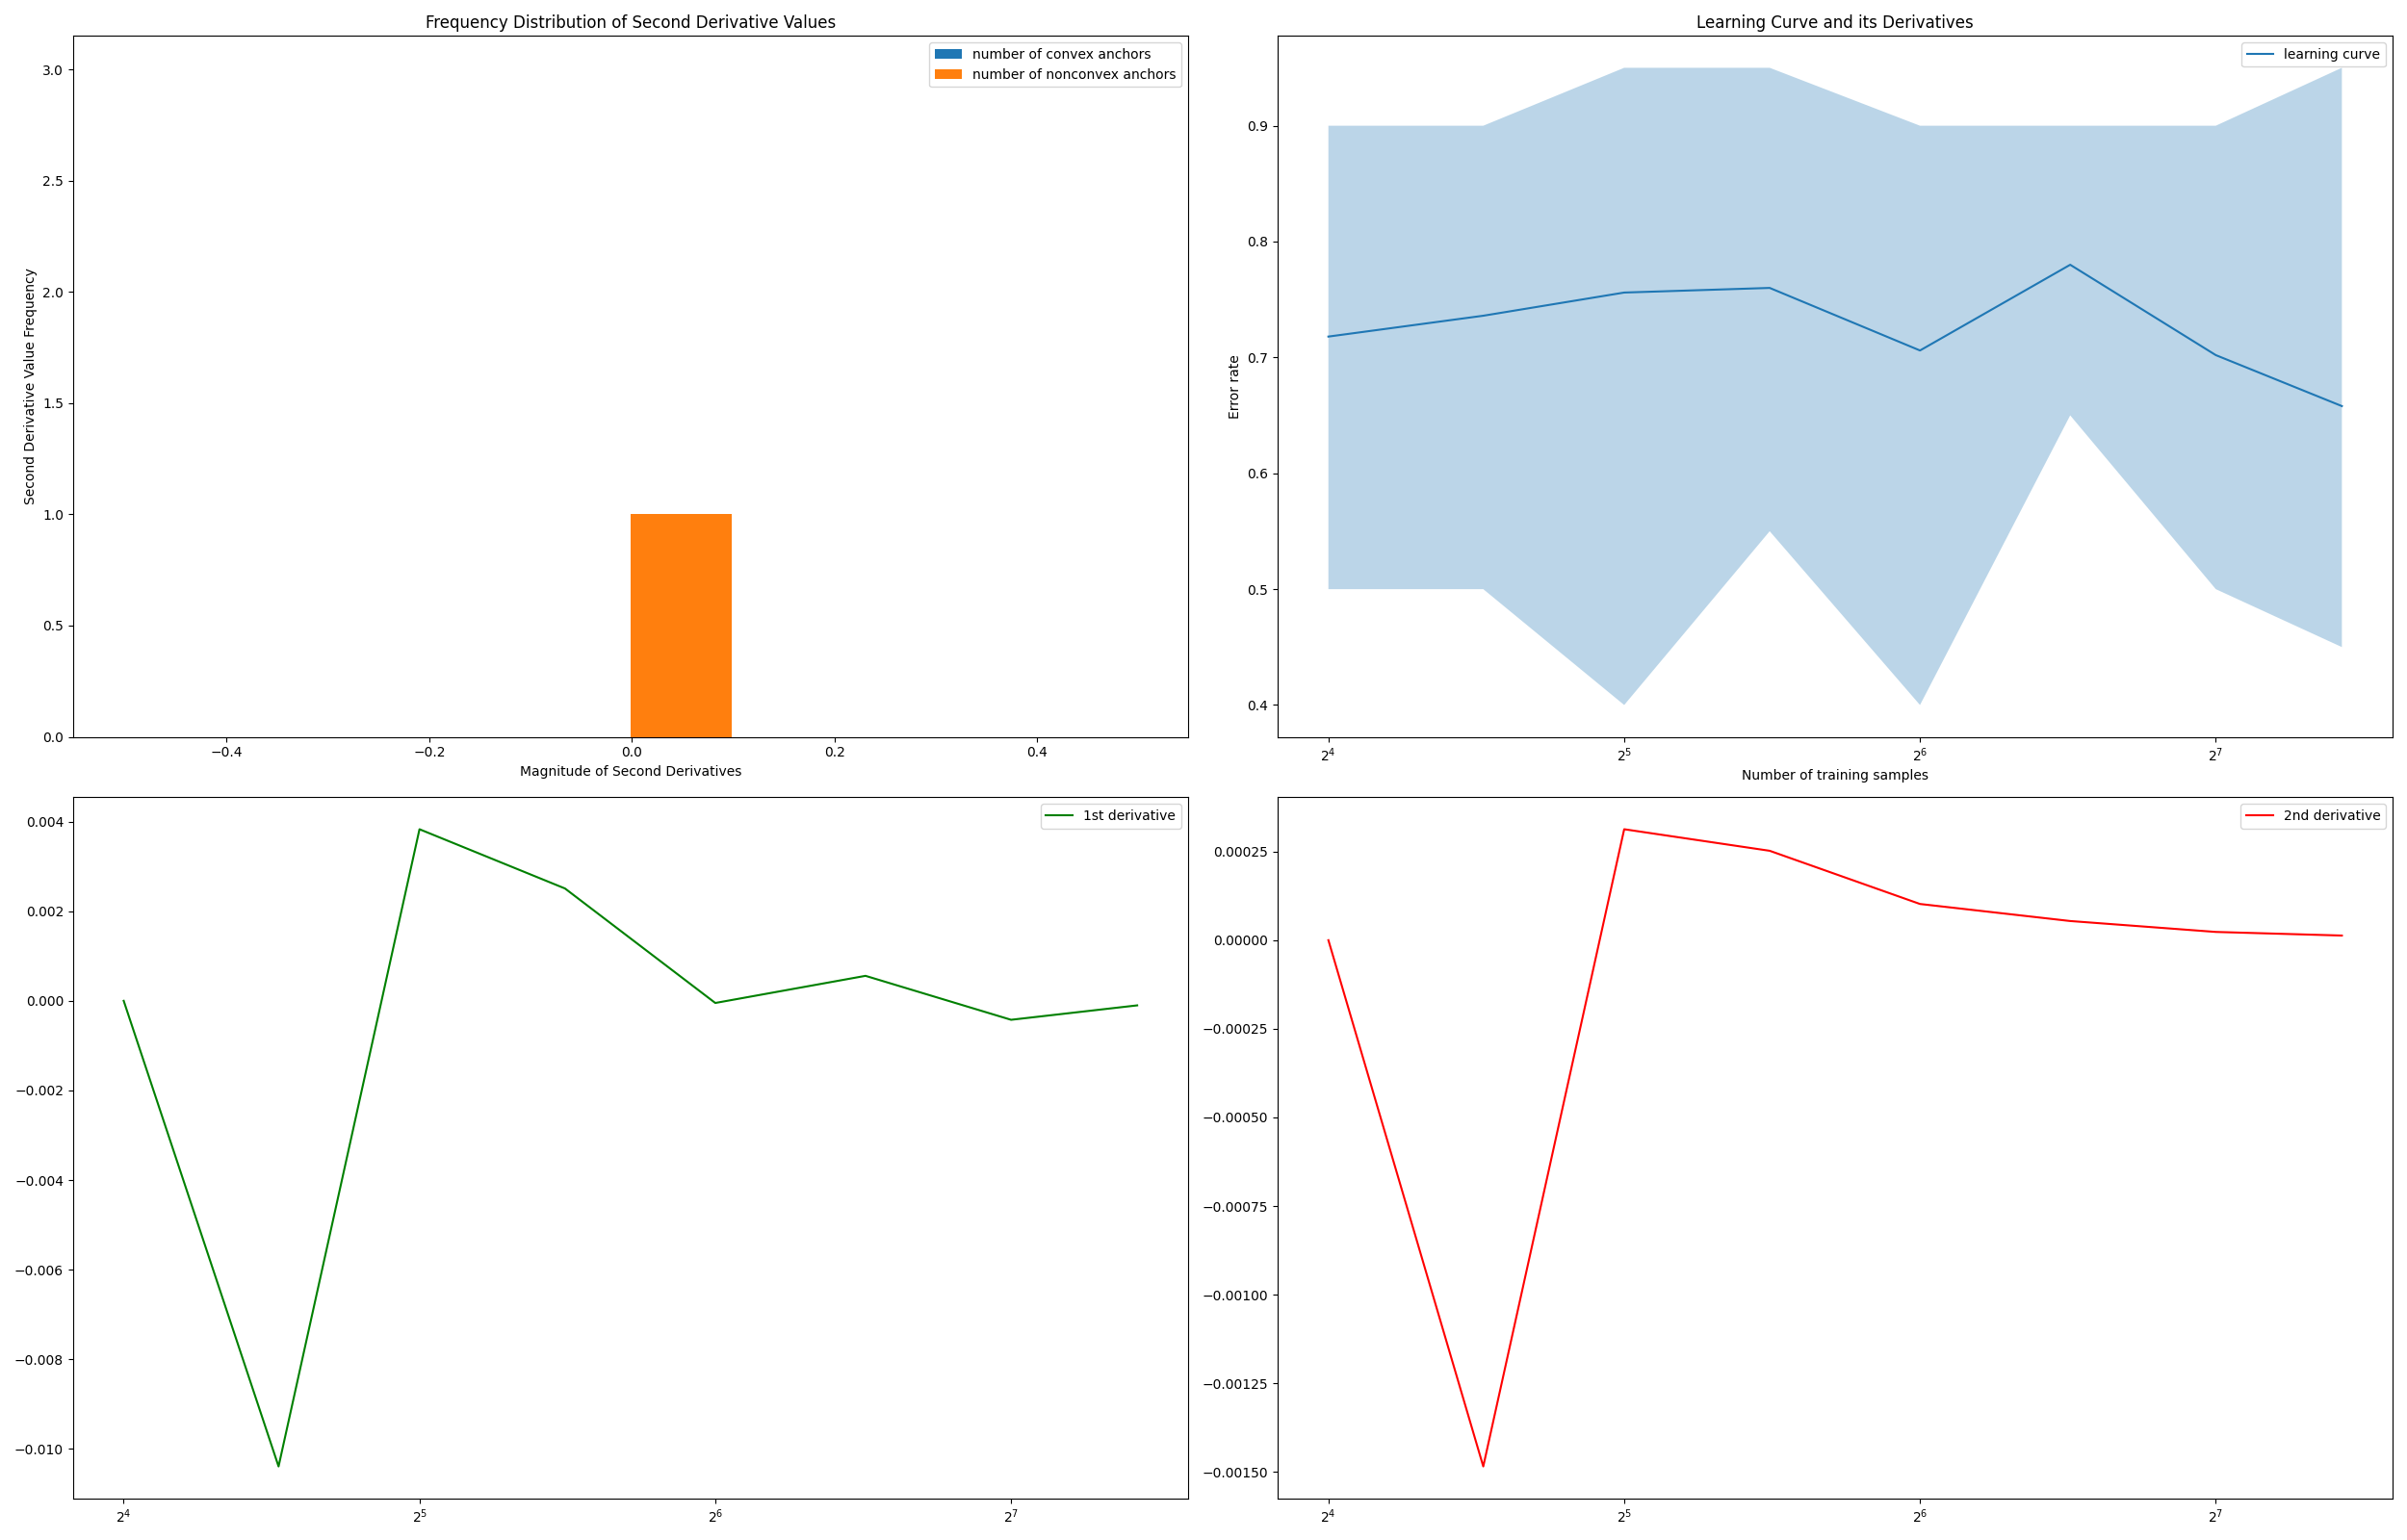 Frequency Distribution of Second Derivative Values
number of convex anchors
number of nonconvex anchors
3.0
2.5
2.0
1.5
1.0
0.5
0.0
Second Derivative Value Frequency
−0.4 −0.2 0.0 0.2 0.4
Magnitude of Second Derivatives
Learning Curve and its Derivatives
learning curve
0.9
0.8
0.7
0.6
0.5
0.4
Error rate
2⁴ 2⁵ 2⁶ 2⁷
Number of training samples
1st derivative
0.004
0.002
0.000
−0.002
−0.004
−0.006
−0.008
−0.010
2⁴ 2⁵ 2⁶ 2⁷
2nd derivative
0.00025
0.00000
−0.00025
−0.00050
−0.00075
−0.00100
−0.00125
−0.00150
2⁴ 2⁵ 2⁶ 2⁷